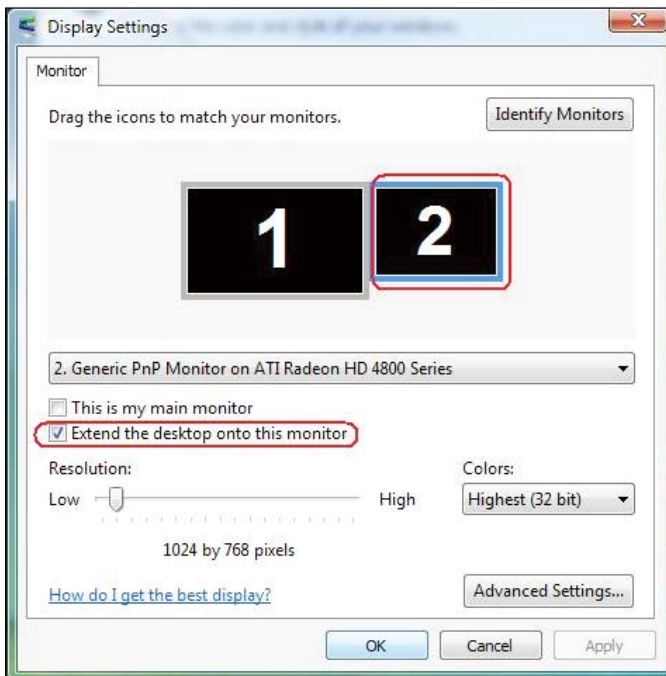 Display Settings
Monitor
Drag the icons to match your monitors.
Identify Monitors
1
2
2. Generic PnP Monitor on ATI Radeon HD 4800 Series
This is my main monitor
Extend the desktop onto this monitor
Resolution:
Colors:
Low
High
Highest (32 bit)
1024 by 768 pixels
How do I get the best display?
Advanced Settings...
OK
Cancel
Apply